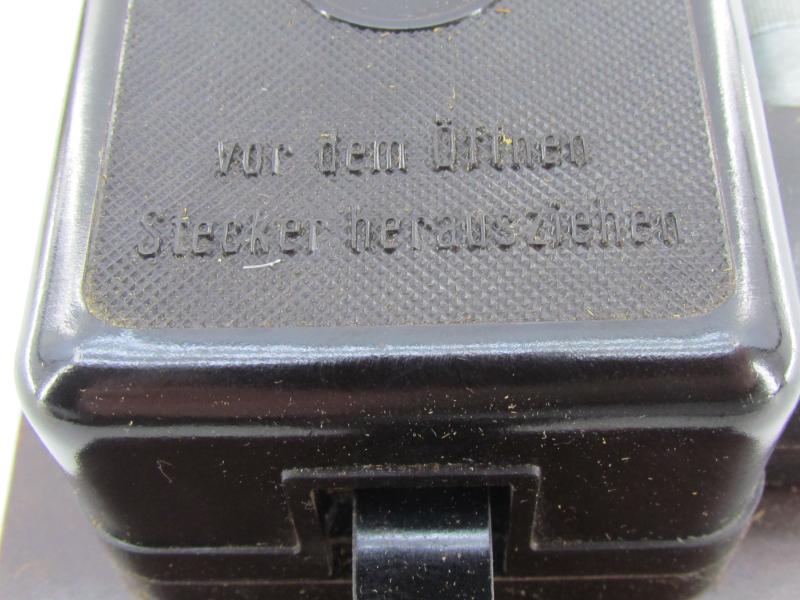 vor dem Öffnen
Stecker herausziehen